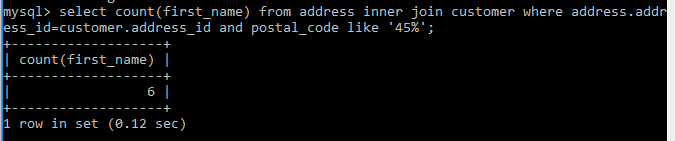 mysql> select count(first_name) from address inner join customer where address.addr
ess_id=customer.address_id and postal_code like '45%';
+-------------------+
| count(first_name) |
+-------------------+
|                 6 |
+-------------------+
1 row in set (0.12 sec)